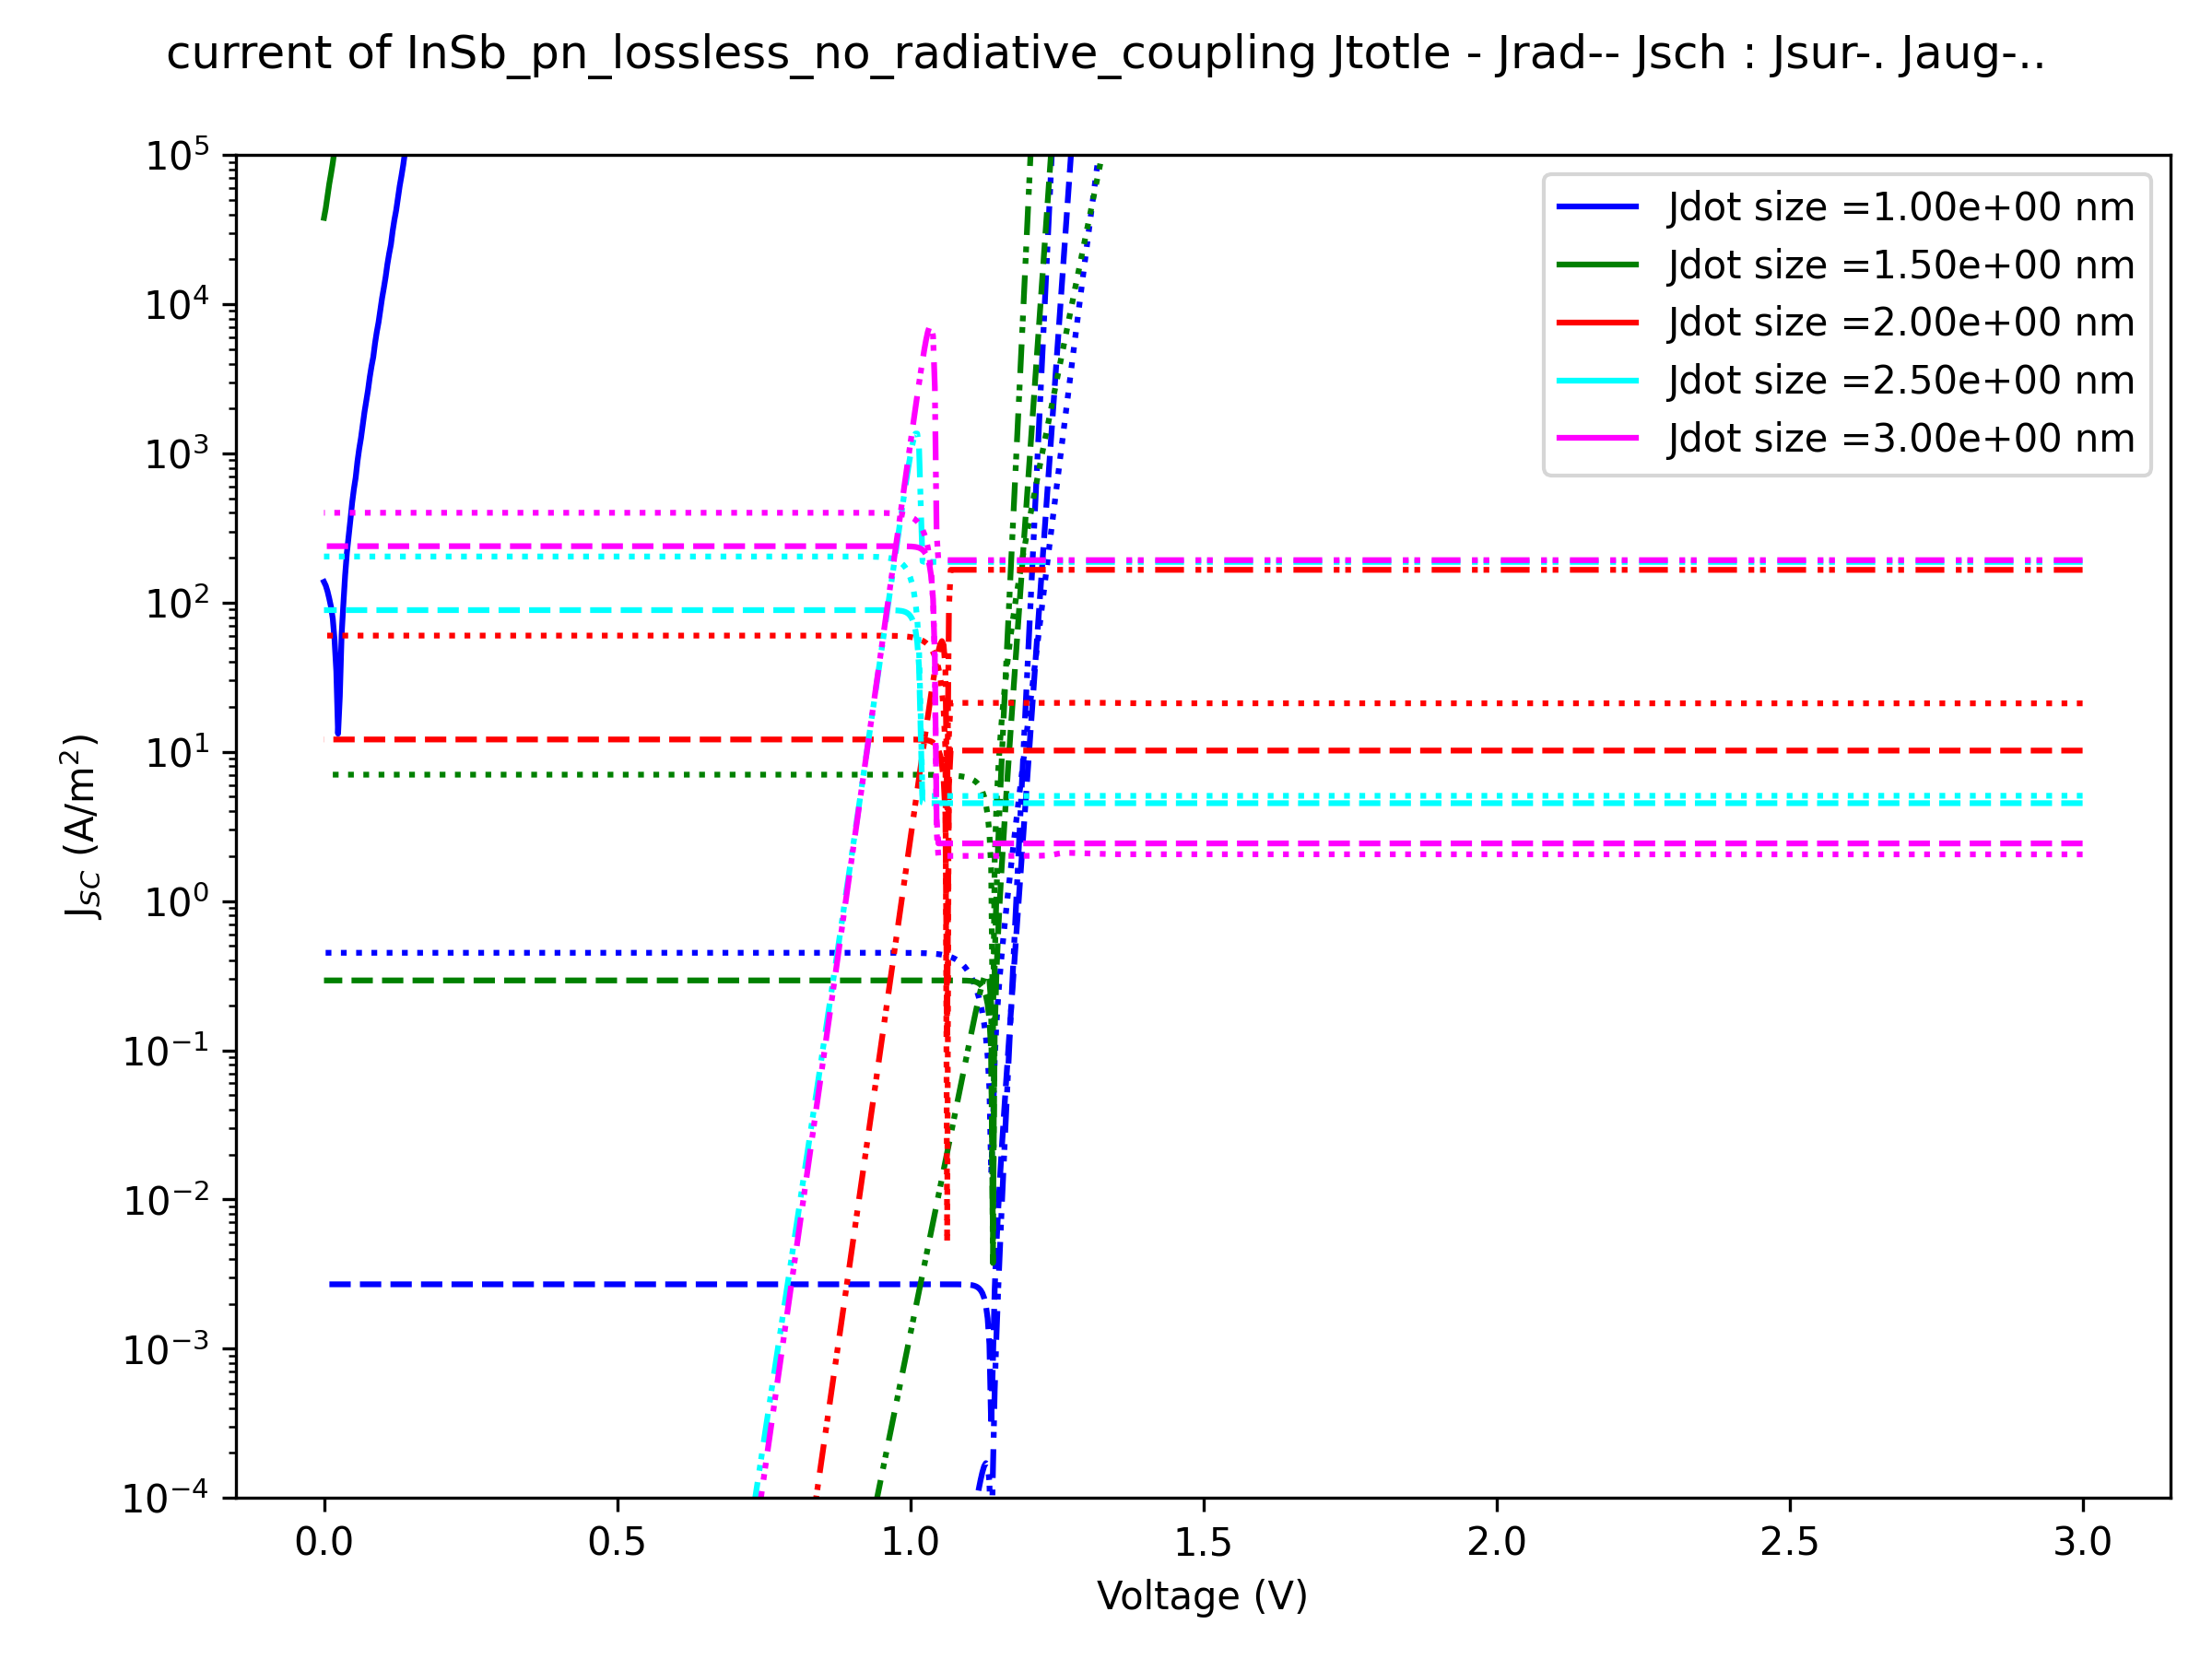 current of InSb_pn_lossless_no_radiative_coupling Jtotle - Jrad-- Jsch : Jsur-. Jaug-..
10⁵
10⁴
10³
10²
10¹
10⁰
10⁻¹
10⁻²
10⁻³
10⁻⁴
J_SC (A/m²)
Jdot size =1.00e+00 nm
Jdot size =1.50e+00 nm
Jdot size =2.00e+00 nm
Jdot size =2.50e+00 nm
Jdot size =3.00e+00 nm
0.0 0.5 1.0 1.5 2.0 2.5 3.0
Voltage (V)